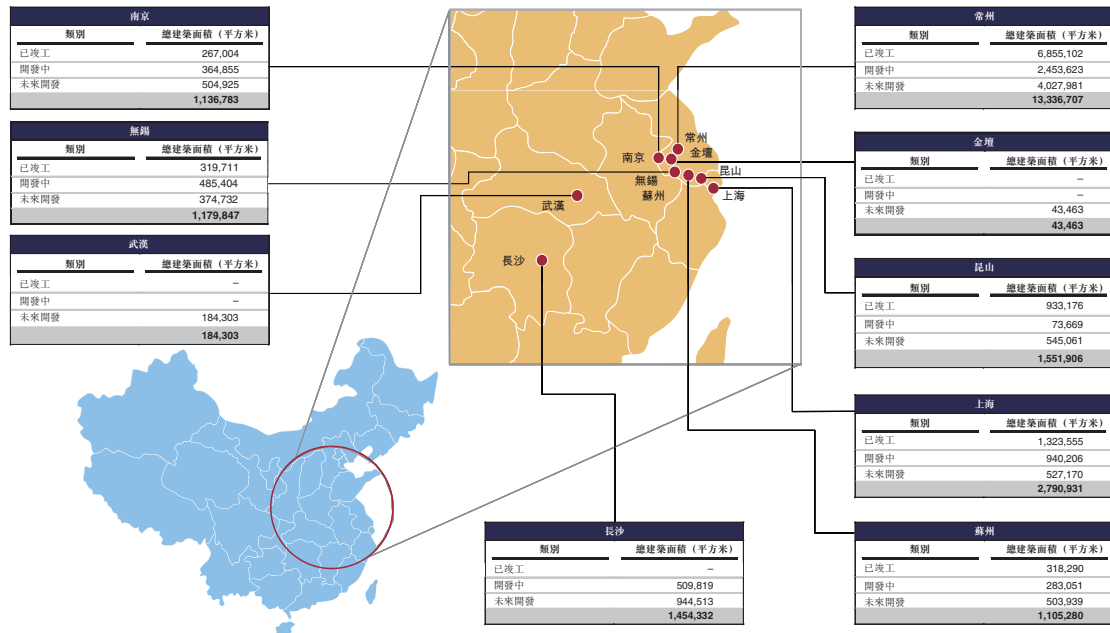 南京
類別 總建築面積（平方米）
已竣工 267,004
開發中 364,855
未來開發 504,925
1,136,783
無錫
類別 總建築面積（平方米）
已竣工 319,711
開發中 485,404
未來開發 374,732
1,179,847
武漢
類別 總建築面積（平方米）
已竣工 –
開發中 –
未來開發 184,303
184,303
常州
金壇
南京
昆山
無錫
蘇州
上海
武漢
長沙
常州
類別 總建築面積（平方米）
已竣工 6,855,102
開發中 2,453,623
未來開發 4,027,981
13,336,707
金壇
類別 總建築面積（平方米）
已竣工 –
開發中 –
未來開發 43,463
43,463
昆山
類別 總建築面積（平方米）
已竣工 933,176
開發中 73,669
未來開發 545,061
1,551,906
上海
類別 總建築面積（平方米）
已竣工 1,323,555
開發中 940,206
未來開發 527,170
2,790,931
長沙
類別 總建築面積（平方米）
已竣工 –
開發中 509,819
未來開發 944,513
1,454,332
蘇州
類別 總建築面積（平方米）
已竣工 318,290
開發中 283,051
未來開發 503,939
1,105,280